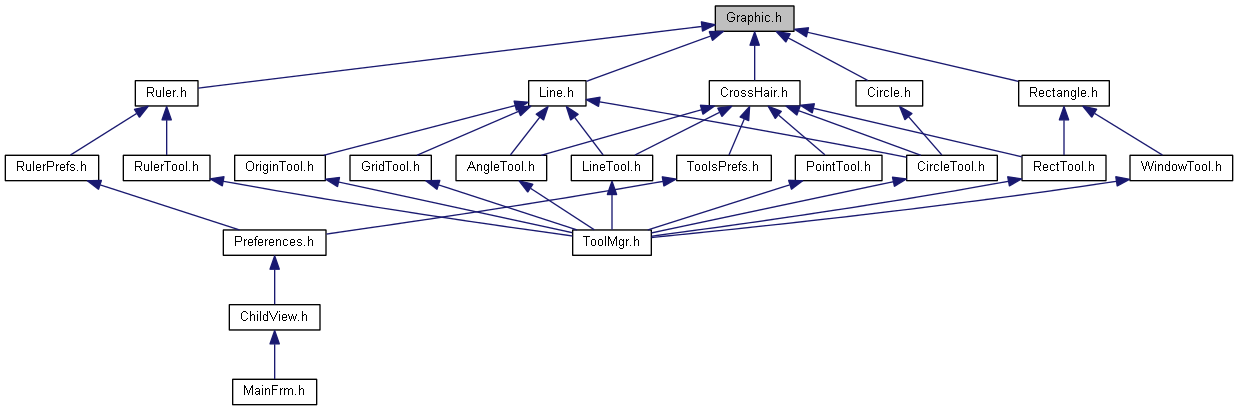 Graphic.h
Ruler.h
Line.h
CrossHair.h
Circle.h
Rectangle.h
RulerPrefs.h
RulerTool.h
OriginTool.h
GridTool.h
AngleTool.h
LineTool.h
ToolsPrefs.h
PointTool.h
CircleTool.h
RectTool.h
WindowTool.h
Preferences.h
ToolMgr.h
ChildView.h
MainFrm.h